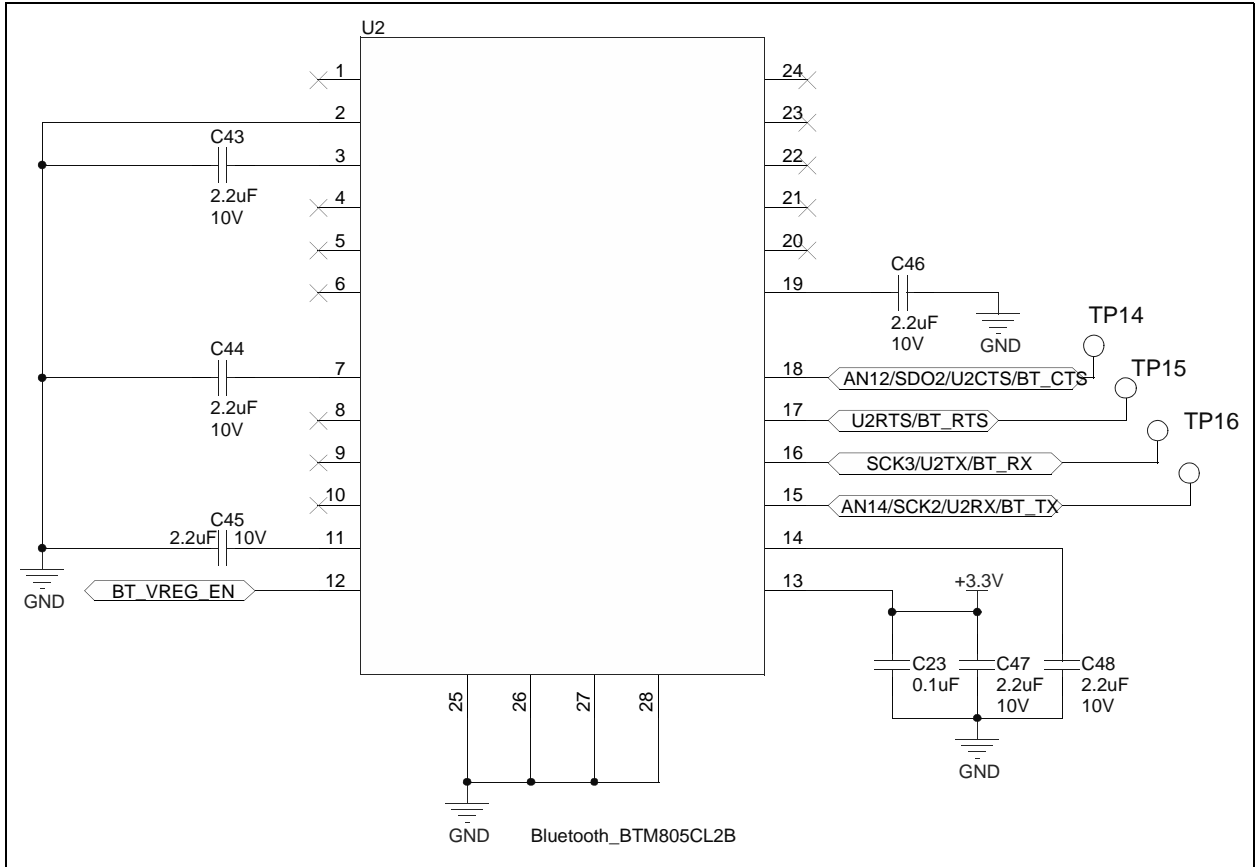 U2
1
24
2
23
C43
3
22
2.2uF
10V
4
21
5
20
6
19
C46
2.2uF
10V
GND
TP14
C44
7
2.2uF
10V
18
AN12/SDO2/U2CTS/BT_CTS
TP15
8
17
U2RTS/BT_RTS
TP16
9
16
SCK3/U2TX/BT_RX
10
15
AN14/SCK2/U2RX/BT_TX
C45
2.2uF 10V
11
14
GND
BT_VREG_EN
12
13
+3.3V
C23
0.1uF
C47
2.2uF
10V
C48
2.2uF
10V
GND
25
26
27
28
GND
Bluetooth_BTM805CL2B